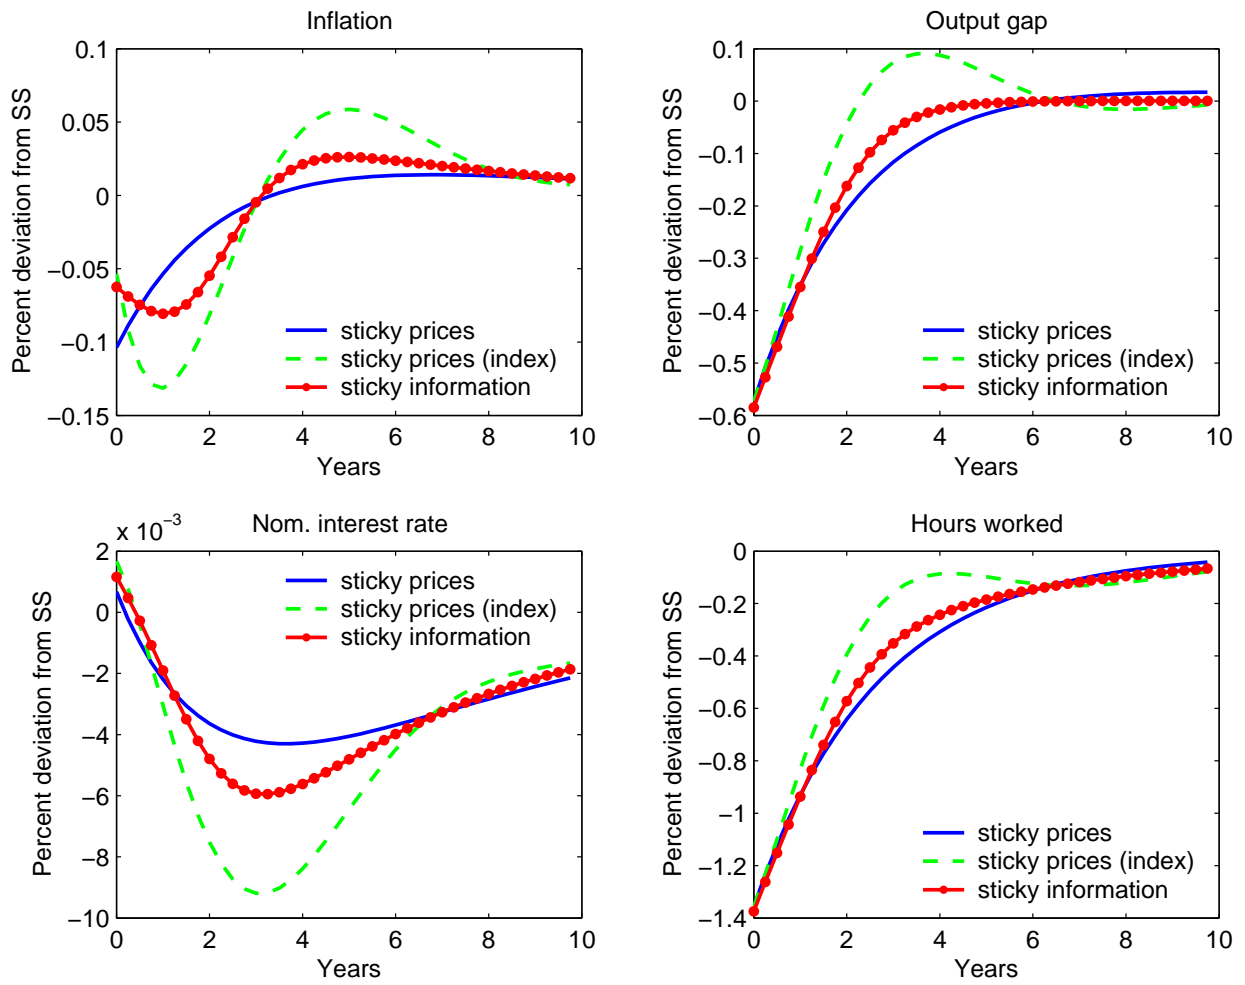 Inflation
Percent deviation from SS
0.1
0.05
0
−0.05
−0.1
−0.15
sticky prices
sticky prices (index)
sticky information
0 2 4 6 8 10
Years
Output gap
Percent deviation from SS
0.1
0
−0.1
−0.2
−0.3
−0.4
−0.5
−0.6
sticky prices
sticky prices (index)
sticky information
0 2 4 6 8 10
Years
Nom. interest rate
x 10⁻³
Percent deviation from SS
2
0
−2
−4
−6
−8
−10
sticky prices
sticky prices (index)
sticky information
0 2 4 6 8 10
Years
Hours worked
Percent deviation from SS
0
−0.2
−0.4
−0.6
−0.8
−1
−1.2
−1.4
sticky prices
sticky prices (index)
sticky information
0 2 4 6 8 10
Years